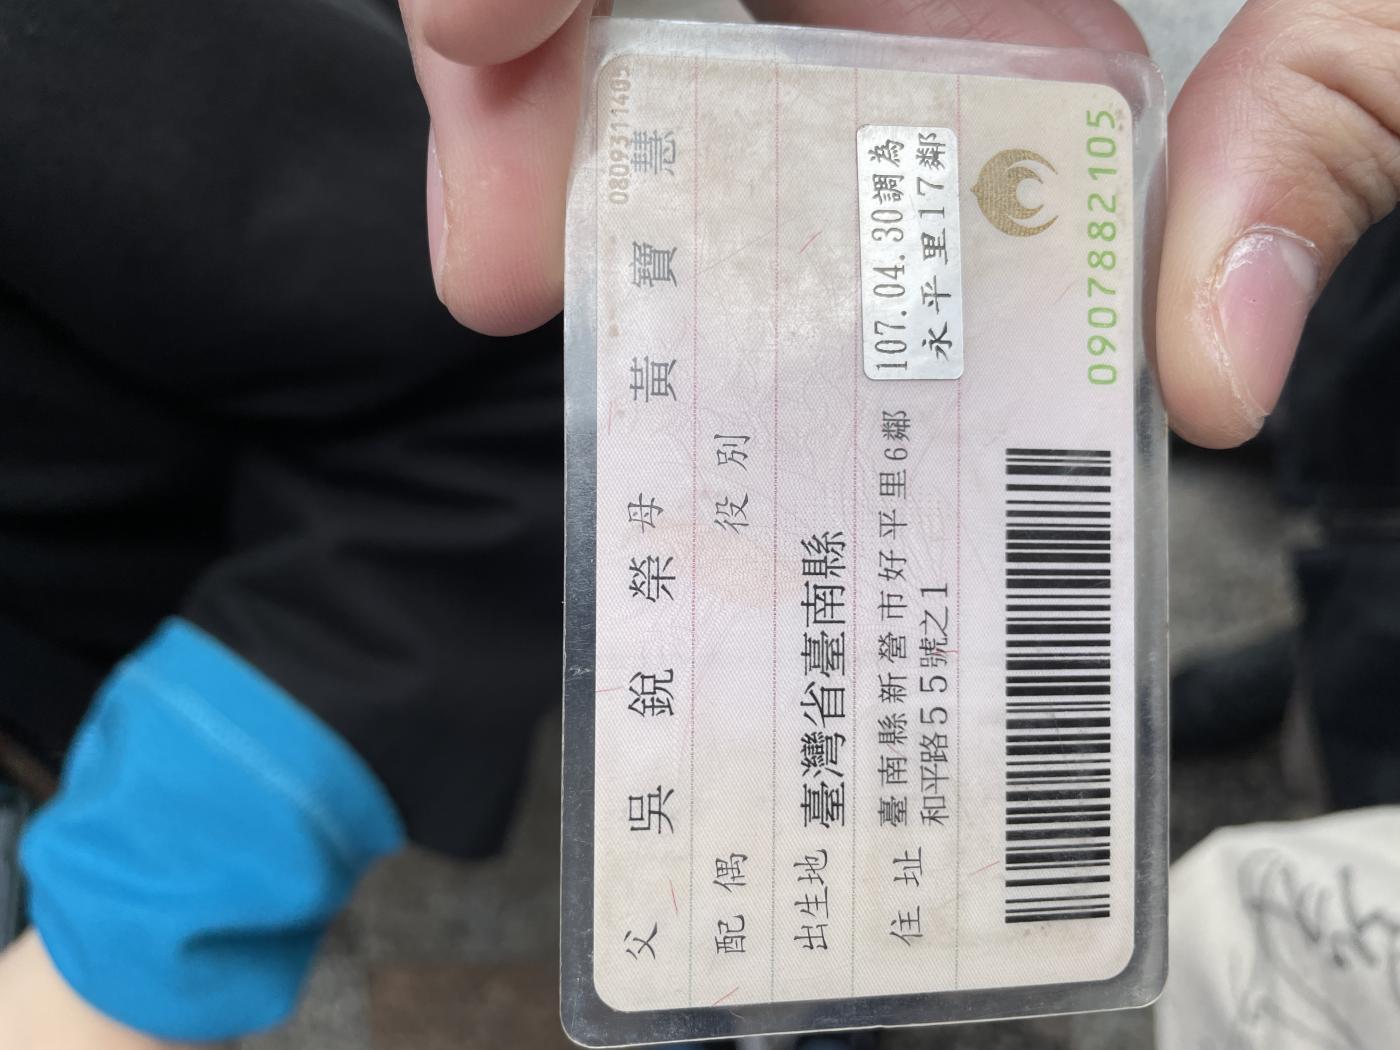 父 吳銳榮 母 黃寶慧
配偶 役別
出生地 臺灣省臺南縣
住址 臺南縣新營市好平里6鄰
和平路55號之1
107.04.30調為
永平里17鄰
0907882105